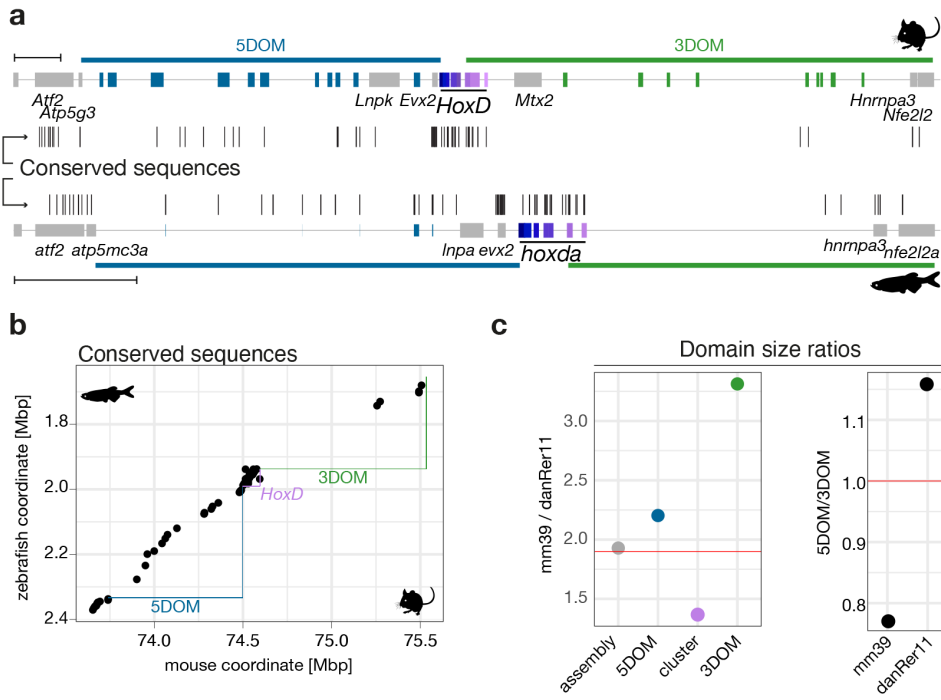 a
5DOM
3DOM
Atf2
Atp5g3
Lnpk
Evx2
HoxD
Mtx2
Hnrnpa3
Nfe2l2
Conserved sequences
atf2
atp5mc3a
lnpa
evx2
hoxda
hnrnpa3
nfe2l2a
b
Conserved sequences
zebrafish coordinate [Mbp]
1.8
2.0
2.2
2.4
3DOM
HoxD
5DOM
74.0
74.5
75.0
75.5
mouse coordinate [Mbp]
c
Domain size ratios
mm39 / danRer11
3.0
2.5
2.0
1.5
assembly
5DOM
cluster
3DOM
5DOM/3DOM
1.1
1.0
0.9
0.8
mm39
danRer11